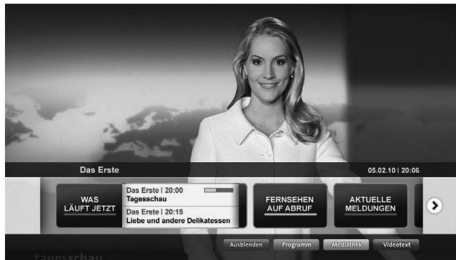 Das Erste
05.02.10 | 20:06
WAS
LÄUFT JETZT
Das Erste | 20:00
Tagesschau
Das Erste | 20:15
Liebe und andere Delikatessen
FERNSEHEN
AUF ABRUF
AKTUELLE
MELDUNGEN
Ausblenden
Programm
Mediathek
Videotext
tagesschau